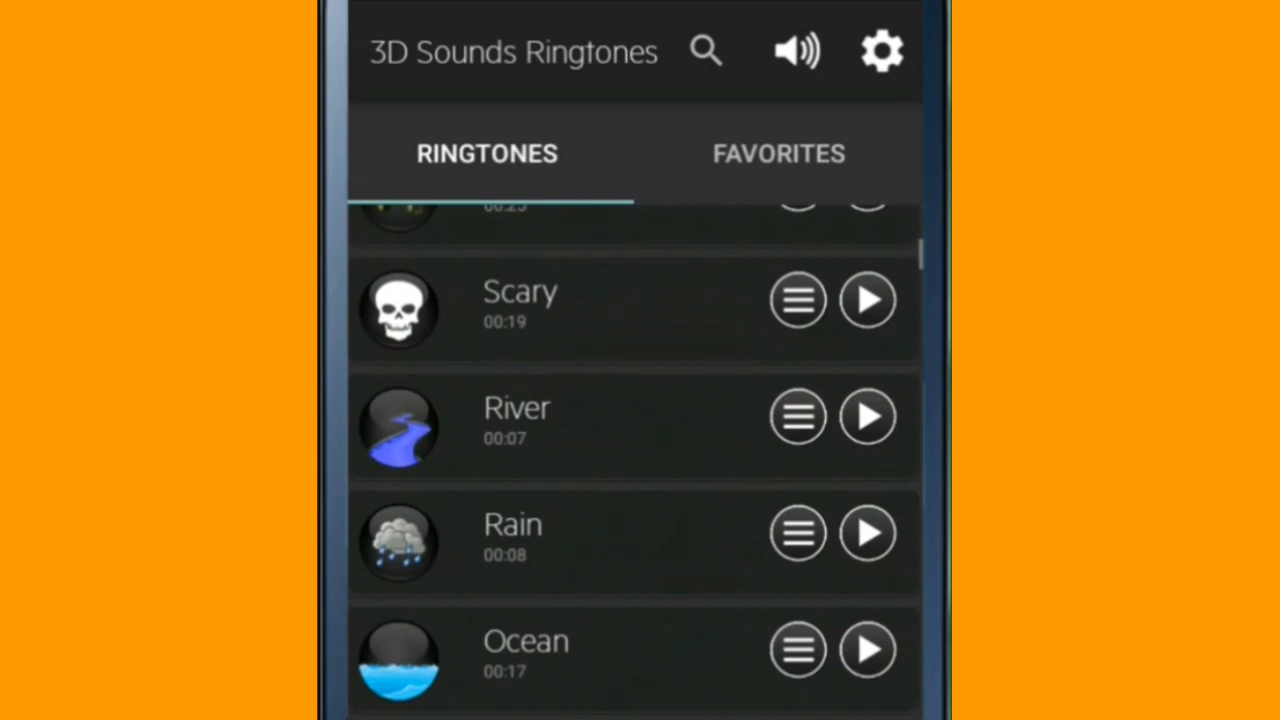 3D Sounds Ringtones
RINGTONES
FAVORITES
Scary
00:19
River
00:07
Rain
00:08
Ocean
00:17